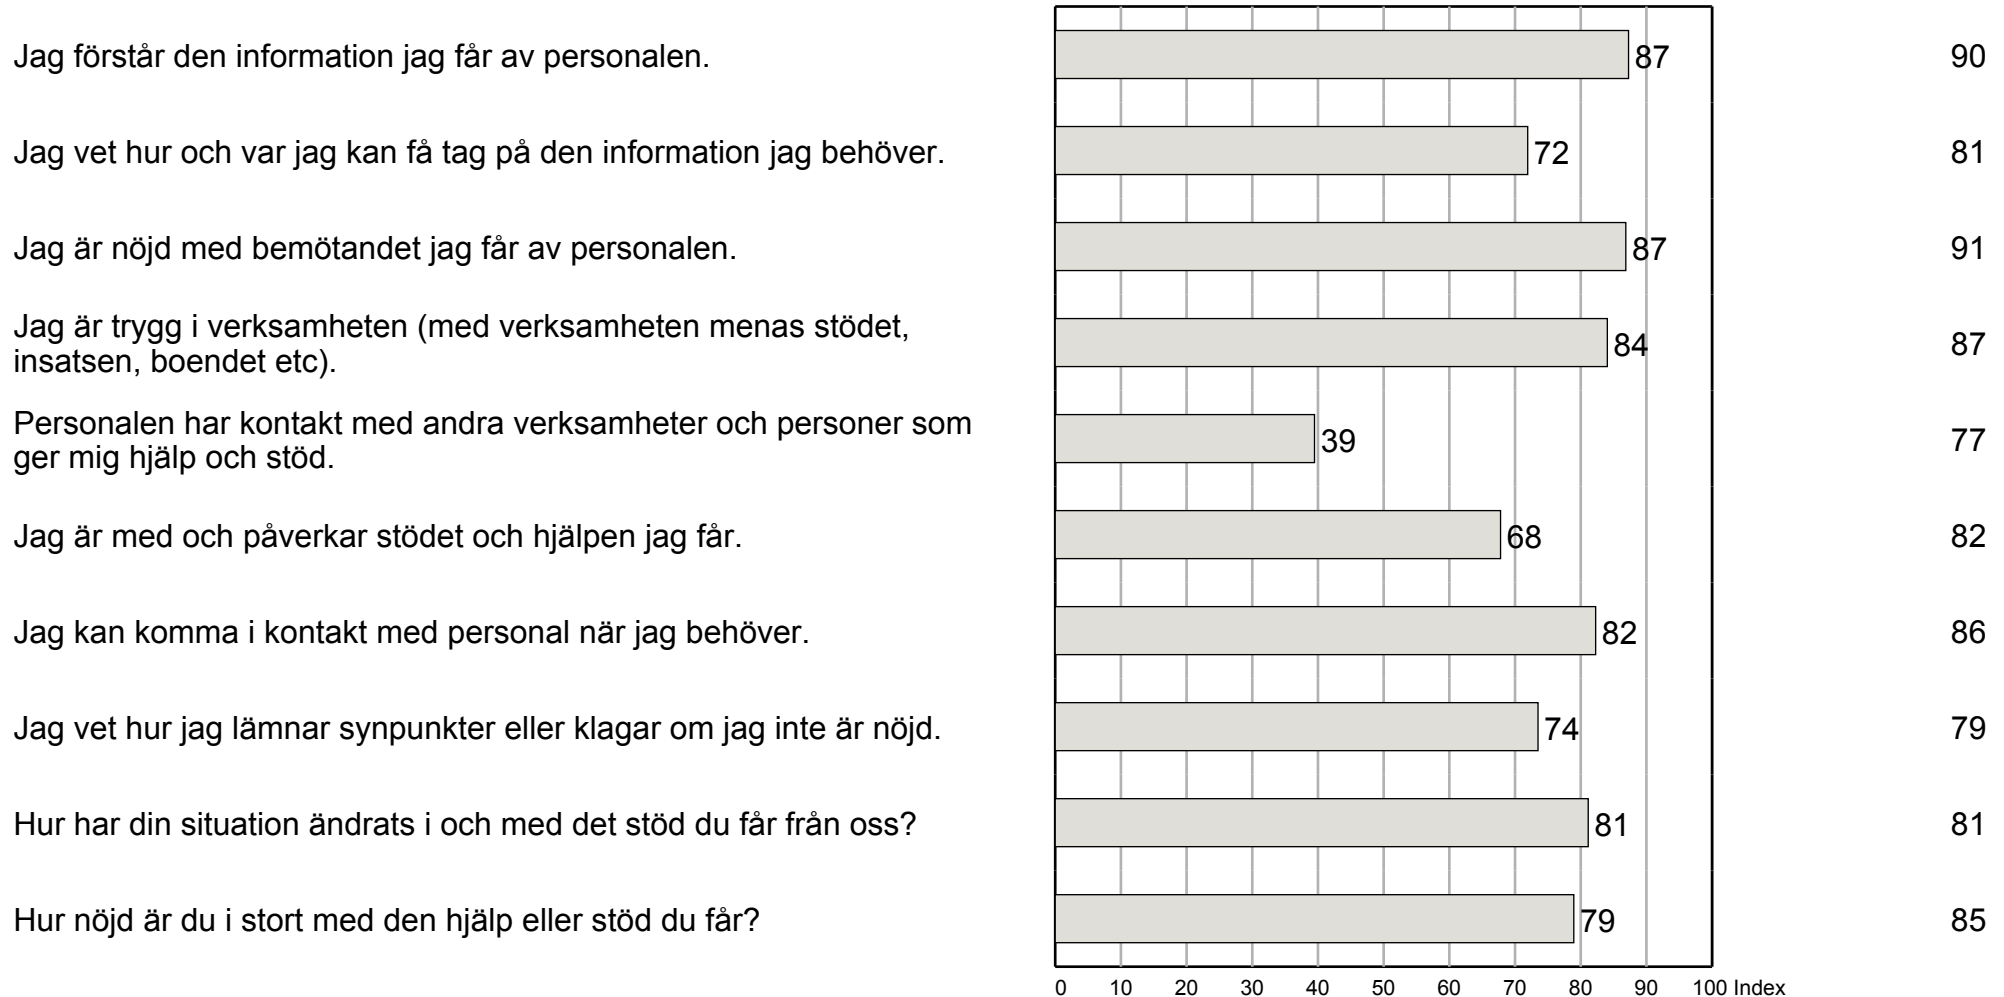 Jag förstår den information jag får av personalen. 87 90
Jag vet hur och var jag kan få tag på den information jag behöver. 72 81
Jag är nöjd med bemötandet jag får av personalen. 87 91
Jag är trygg i verksamheten (med verksamheten menas stödet,
insatsen, boendet etc). 84 87
Personalen har kontakt med andra verksamheter och personer som
ger mig hjälp och stöd. 39 77
Jag är med och påverkar stödet och hjälpen jag får. 68 82
Jag kan komma i kontakt med personal när jag behöver. 82 86
Jag vet hur jag lämnar synpunkter eller klagar om jag inte är nöjd. 74 79
Hur har din situation ändrats i och med det stöd du får från oss? 81 81
Hur nöjd är du i stort med den hjälp eller stöd du får? 79 85
0 10 20 30 40 50 60 70 80 90 100 Index